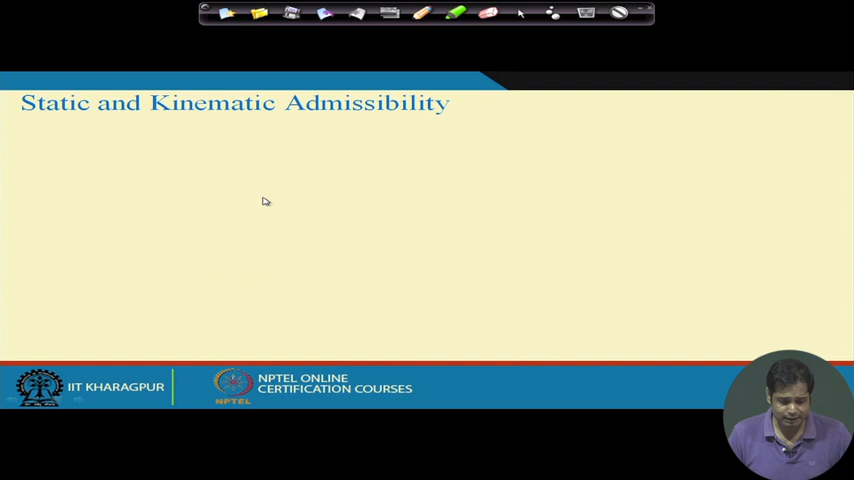 Static and Kinematic Admissibility
IIT KHARAGPUR
NPTEL
NPTEL ONLINE
CERTIFICATION COURSES